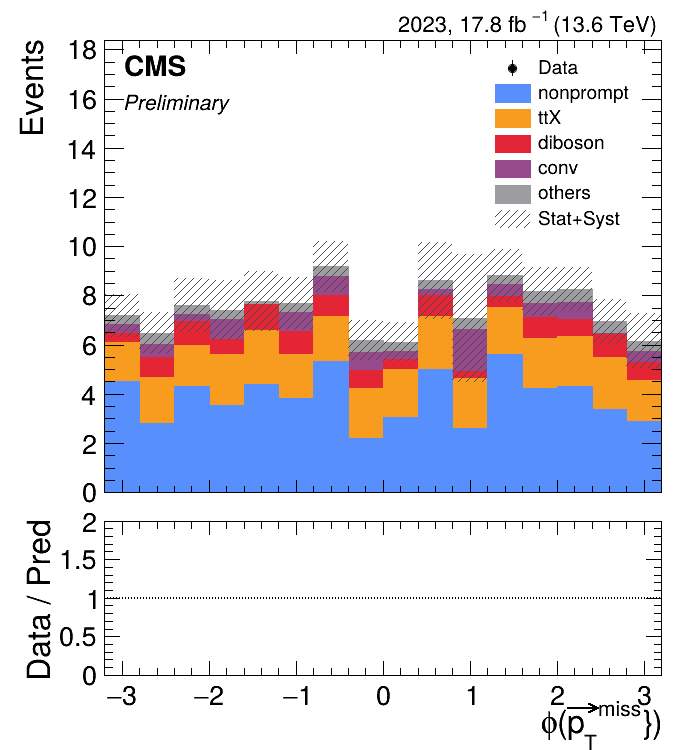 2023, 17.8 fb⁻¹ (13.6 TeV)
CMS
Preliminary
Data
nonprompt
ttX
diboson
conv
others
Stat+Syst
Events
18
16
14
12
10
8
6
4
2
0
Data / Pred
2
1.5
1
0.5
0
−3 −2 −1 0 1 2 3
ϕ(p⃗_T^miss})